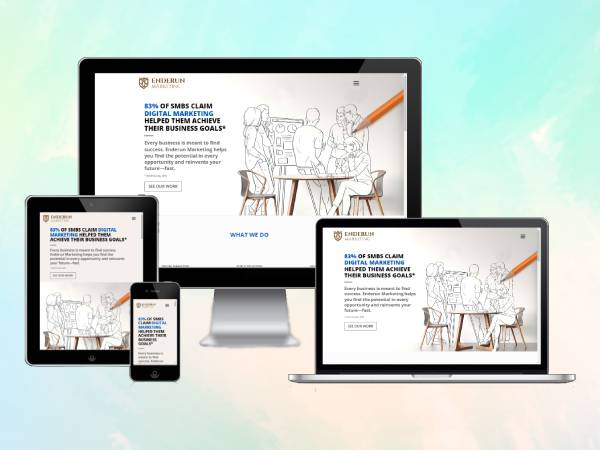 ENDERUN
MARKETING
83% OF SMBS CLAIM
DIGITAL MARKETING
HELPED THEM ACHIEVE
THEIR BUSINESS GOALS*
Every business is meant to find
success. Enderun Marketing helps
you find the potential in every
opportunity and reinvents your
future—fast.
SEE OUR WORK
WHAT WE DO
ENDERUN
MARKETING
83% OF SMBS CLAIM DIGITAL
MARKETING HELPED THEM
ACHIEVE THEIR BUSINESS GOALS*
Every business is meant to find success.
Enderun Marketing helps you find the
potential in every opportunity and reinvents
your future—fast.
SEE OUR WORK
ENDERUN
83% OF SMBS
CLAIM DIGITAL
MARKETING
HELPED THEM
ACHIEVE THEIR
BUSINESS
GOALS*
Every business is
meant to find
success. Enderun
ENDERUN
MARKETING
83% OF SMBS CLAIM
DIGITAL MARKETING
HELPED THEM ACHIEVE
THEIR BUSINESS GOALS*
Every business is meant to find
success. Enderun Marketing helps
you find the potential in every
opportunity and reinvents your
future—fast.
SEE OUR WORK